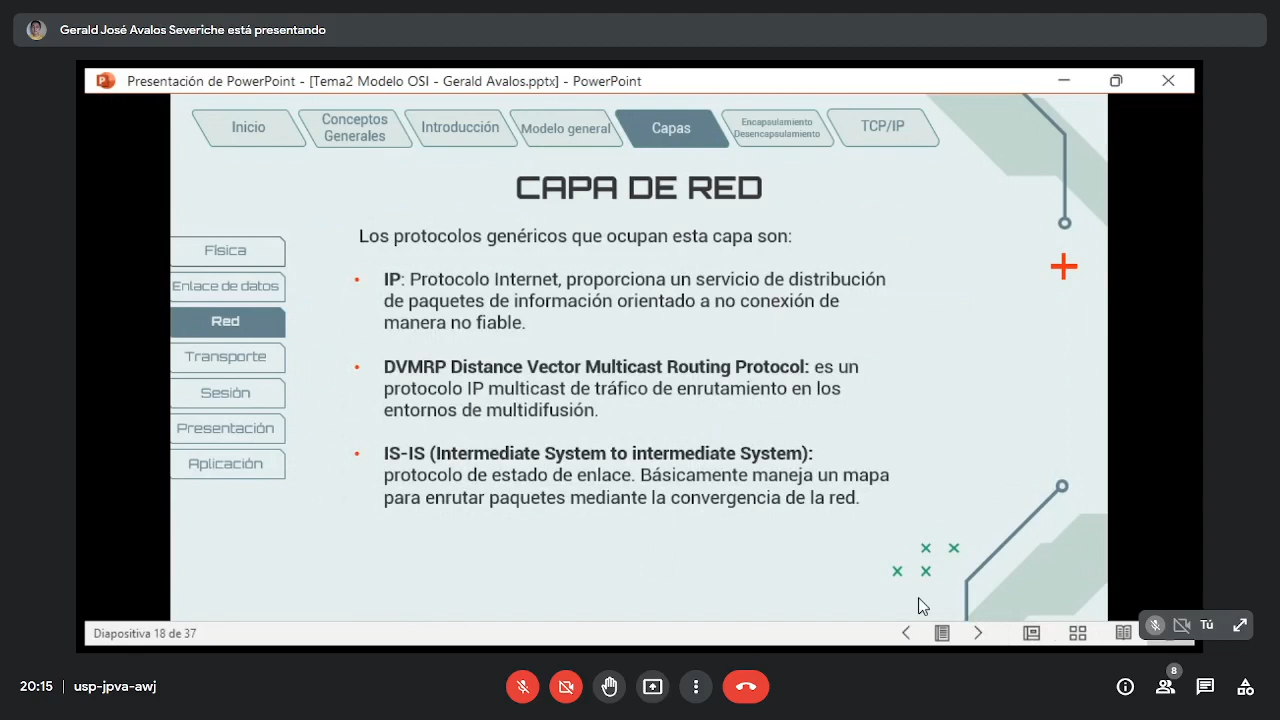 Gerald José Avalos Severiche está presentando
Presentación de PowerPoint - [Tema2 Modelo OSI - Gerald Avalos.pptx] - PowerPoint
Inicio
Conceptos
Generales
Introducción
Modelo general
Capas
Encapsulamiento
Desencapsulamiento
TCP/IP
CAPA DE RED
Física
Enlace de datos
Red
Transporte
Sesión
Presentación
Aplicación
Los protocolos genéricos que ocupan esta capa son:
• IP: Protocolo Internet, proporciona un servicio de distribución
de paquetes de información orientado a no conexión de
manera no fiable.
• DVMRP Distance Vector Multicast Routing Protocol: es un
protocolo IP multicast de tráfico de enrutamiento en los
entornos de multidifusión.
• IS-IS (Intermediate System to intermediate System):
protocolo de estado de enlace. Básicamente maneja un mapa
para enrutar paquetes mediante la convergencia de la red.
Diapositiva 18 de 37
Tú
20:15 | usp-jpva-awj
8